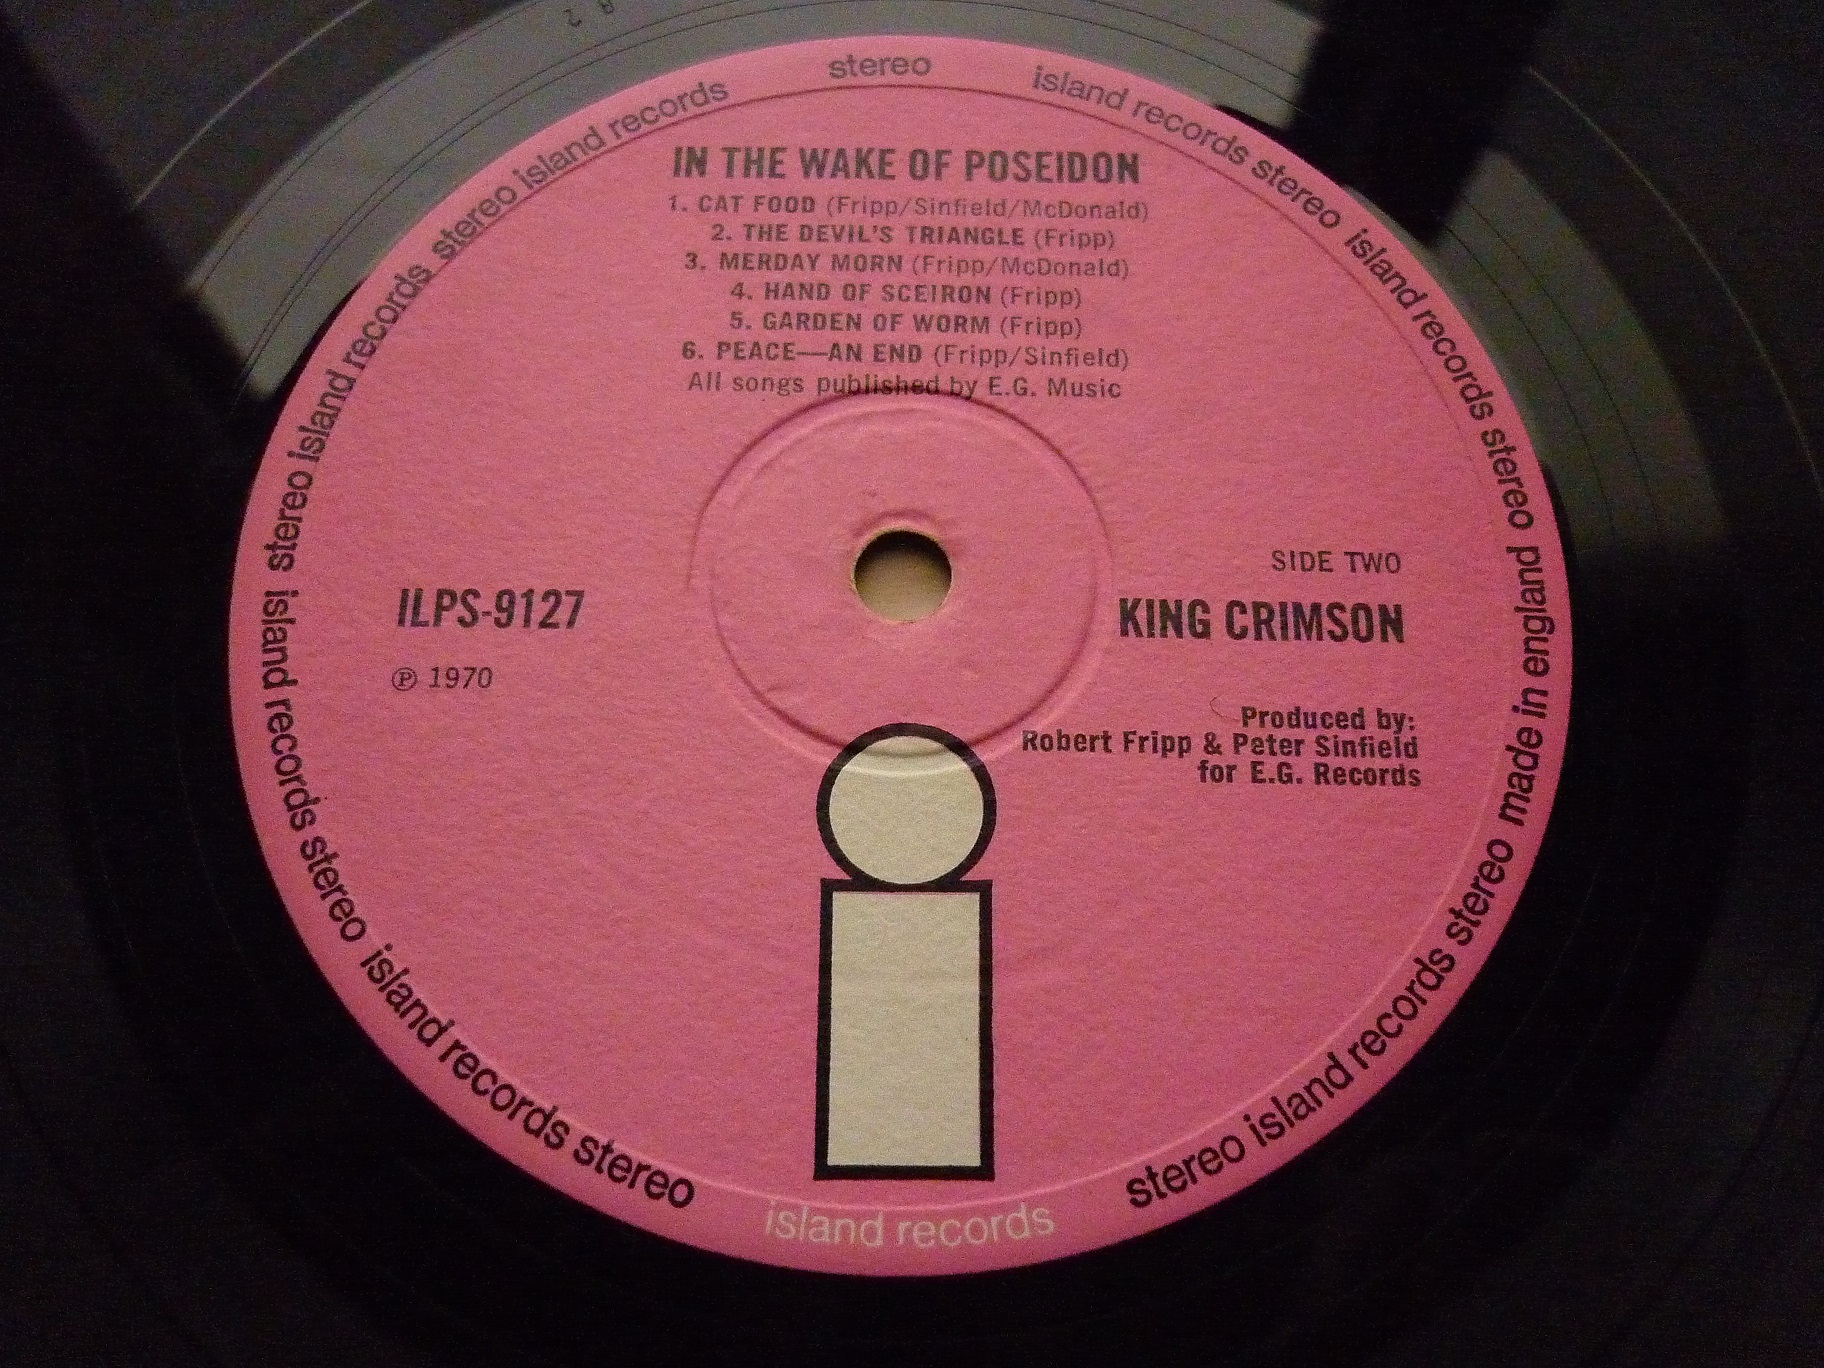 IN THE WAKE OF POSEIDON
1. CAT FOOD (Fripp/Sinfield/McDonald)
2. THE DEVIL'S TRIANGLE (Fripp)
3. MERDAY MORN (Fripp/McDonald)
4. HAND OF SCEIRON (Fripp)
5. GARDEN OF WORM (Fripp)
6. PEACE—AN END (Fripp/Sinfield)
All songs published by E.G. Music
ILPS-9127
℗ 1970
SIDE TWO
KING CRIMSON
Produced by:
Robert Fripp & Peter Sinfield
for E.G. Records
stereo island records stereo island records stereo island records stereo island records stereo island records stereo
island records stereo island records stereo made in england
stereo island records stereo
island records